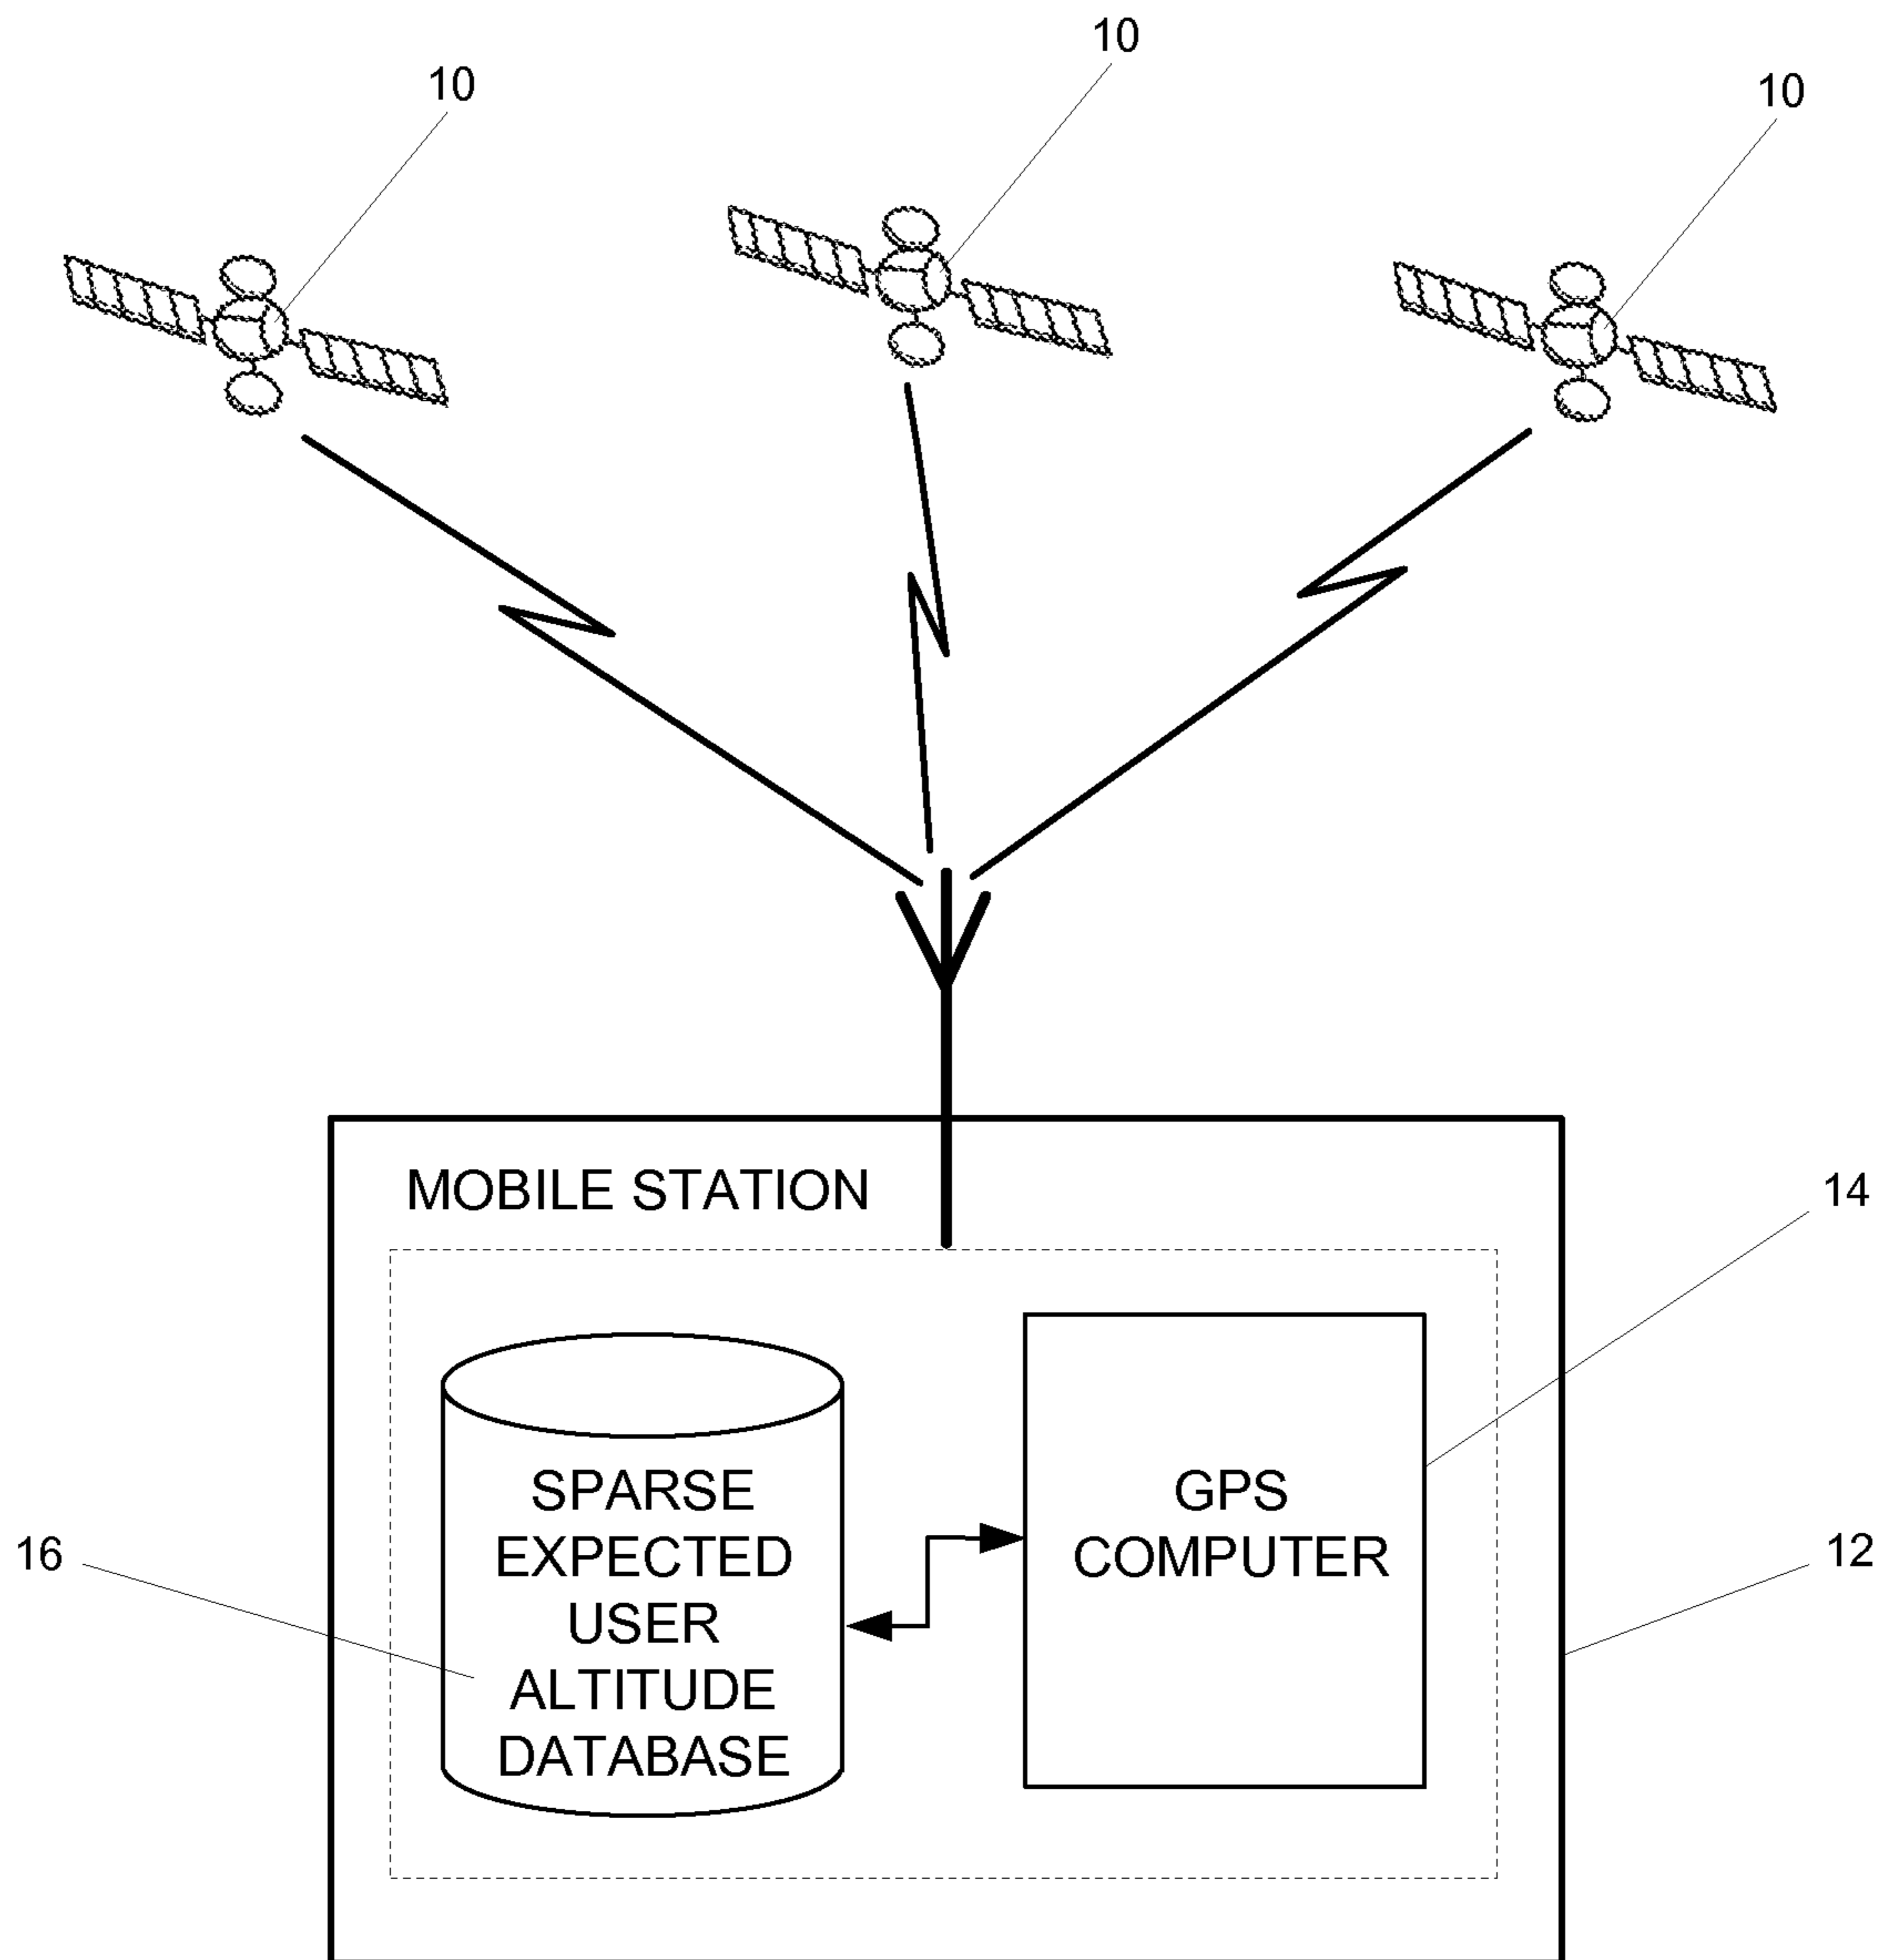 10
10
10
MOBILE STATION
14
SPARSE
EXPECTED
USER
ALTITUDE
DATABASE
GPS
COMPUTER
16
12